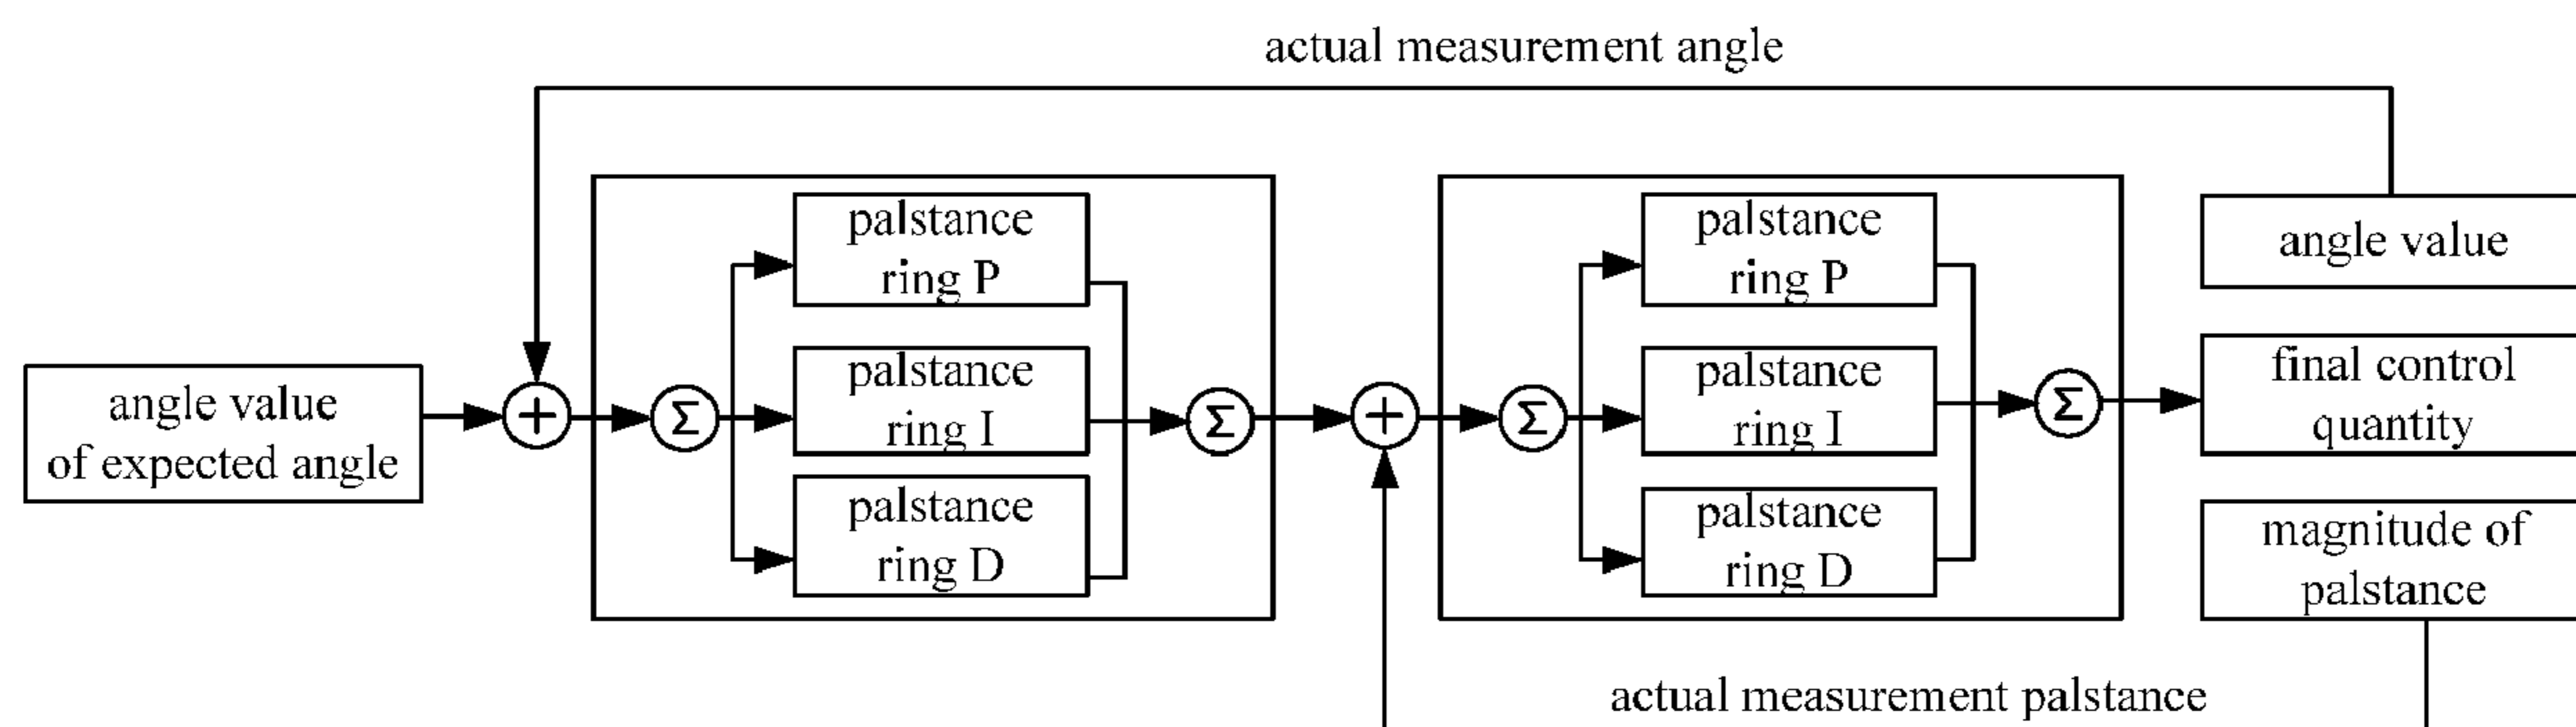 actual measurement angle
angle value
of expected angle
+
Σ
palstance
ring P
palstance
ring I
palstance
ring D
Σ
+
Σ
palstance
ring P
palstance
ring I
palstance
ring D
Σ
angle value
final control
quantity
magnitude of
palstance
actual measurement palstance